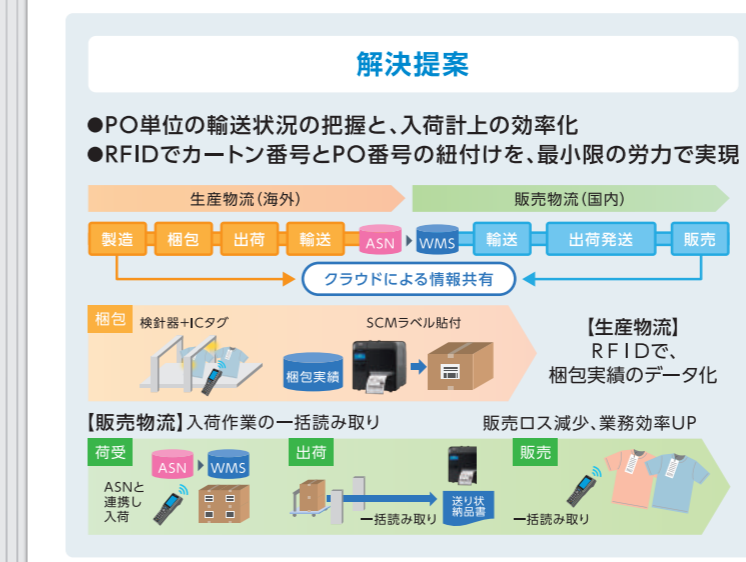 解決提案
●PO単位の輸送状況の把握と、入荷計上の効率化
●RFIDでカートン番号とPO番号の紐付けを、最小限の労力で実現
生産物流(海外) 販売物流(国内)
製造 梱包 出荷 輸送 ASN WMS 輸送 出荷発送 販売
クラウドによる情報共有
梱包 検針器+ICタグ SCMラベル貼付
梱包実績
【生産物流】
RFIDで、
梱包実績のデータ化
【販売物流】入荷作業の一括読み取り 販売ロス減少、業務効率UP
荷受 出荷 販売
ASN WMS
ASNと
連携し
入荷
送り状
納品書
一括読み取り 一括読み取り